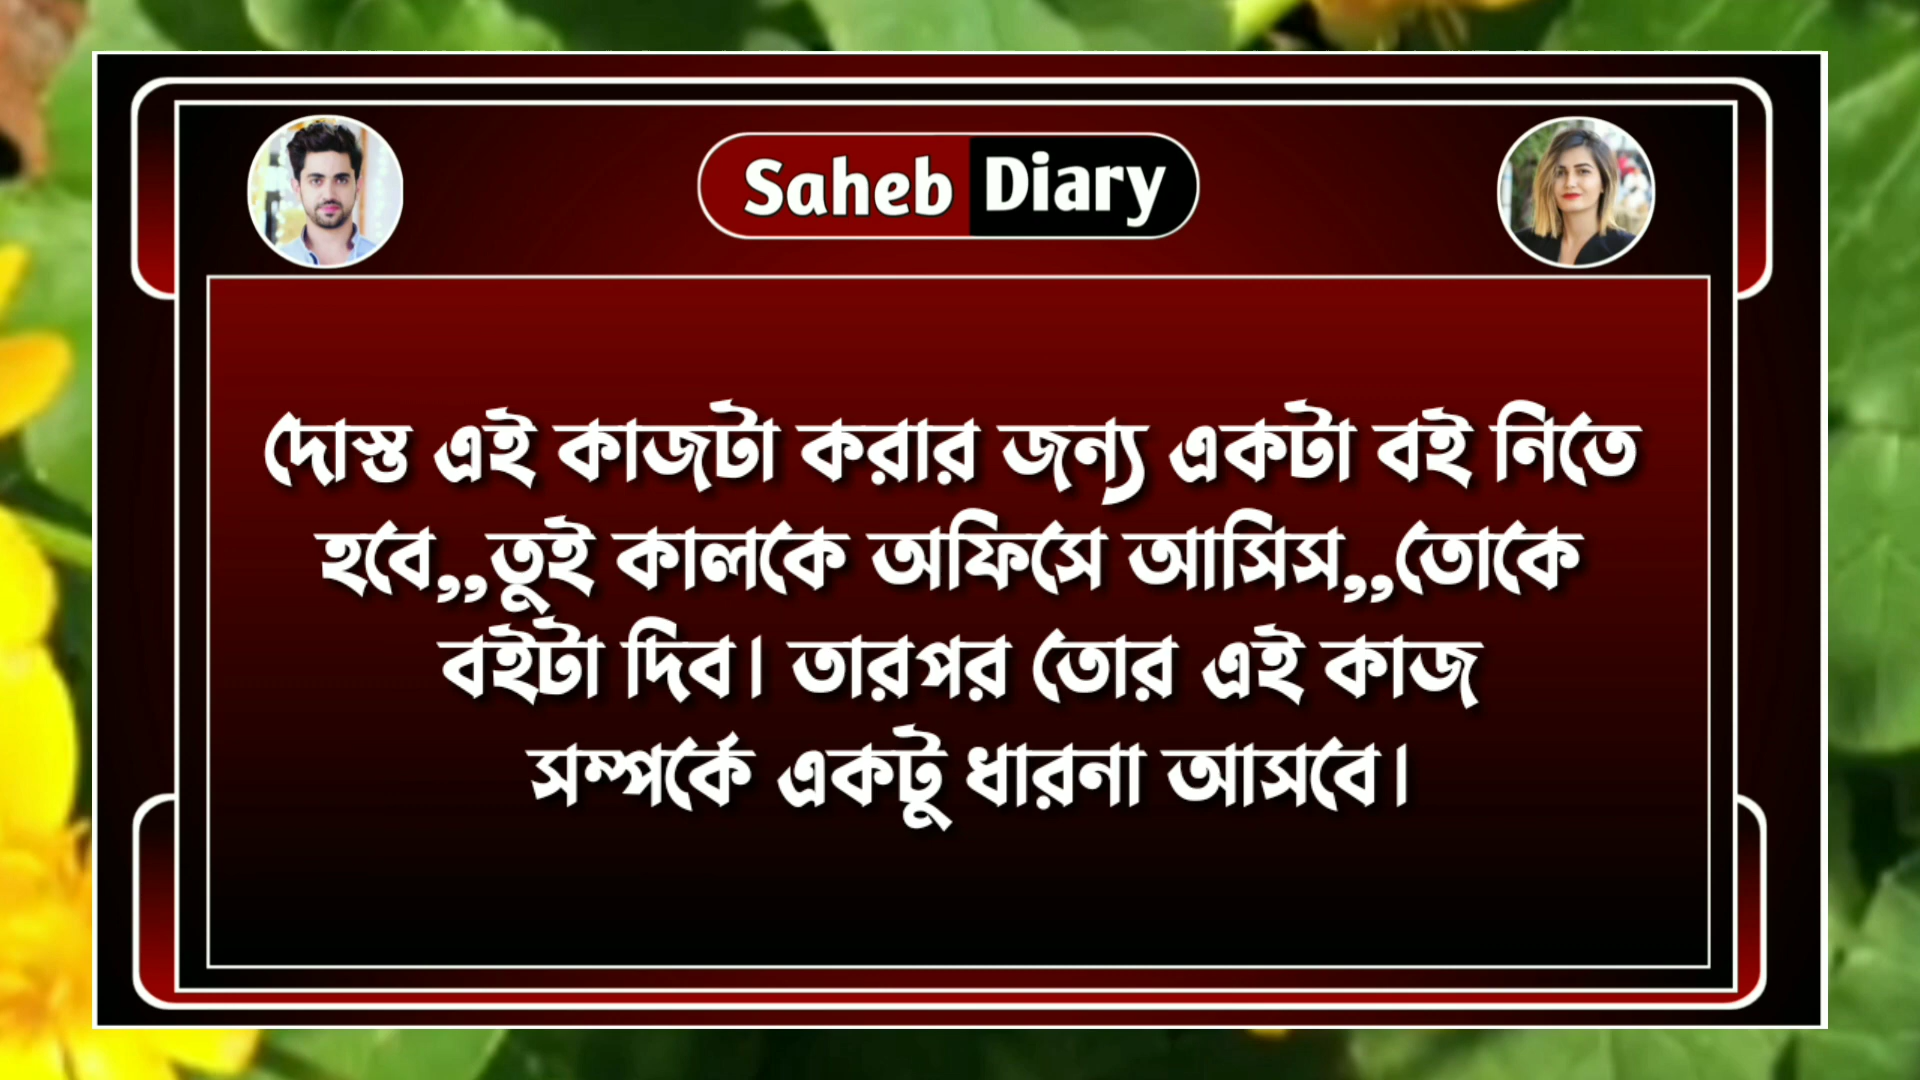 Saheb Diary
দোস্ত এই কাজটা করার জন্য একটা বই নিতে
হবে,,তুই কালকে অফিসে আসিস,,তোকে
বইটা দিব। তারপর তোর এই কাজ
সম্পর্কে একটু ধারনা আসবে।